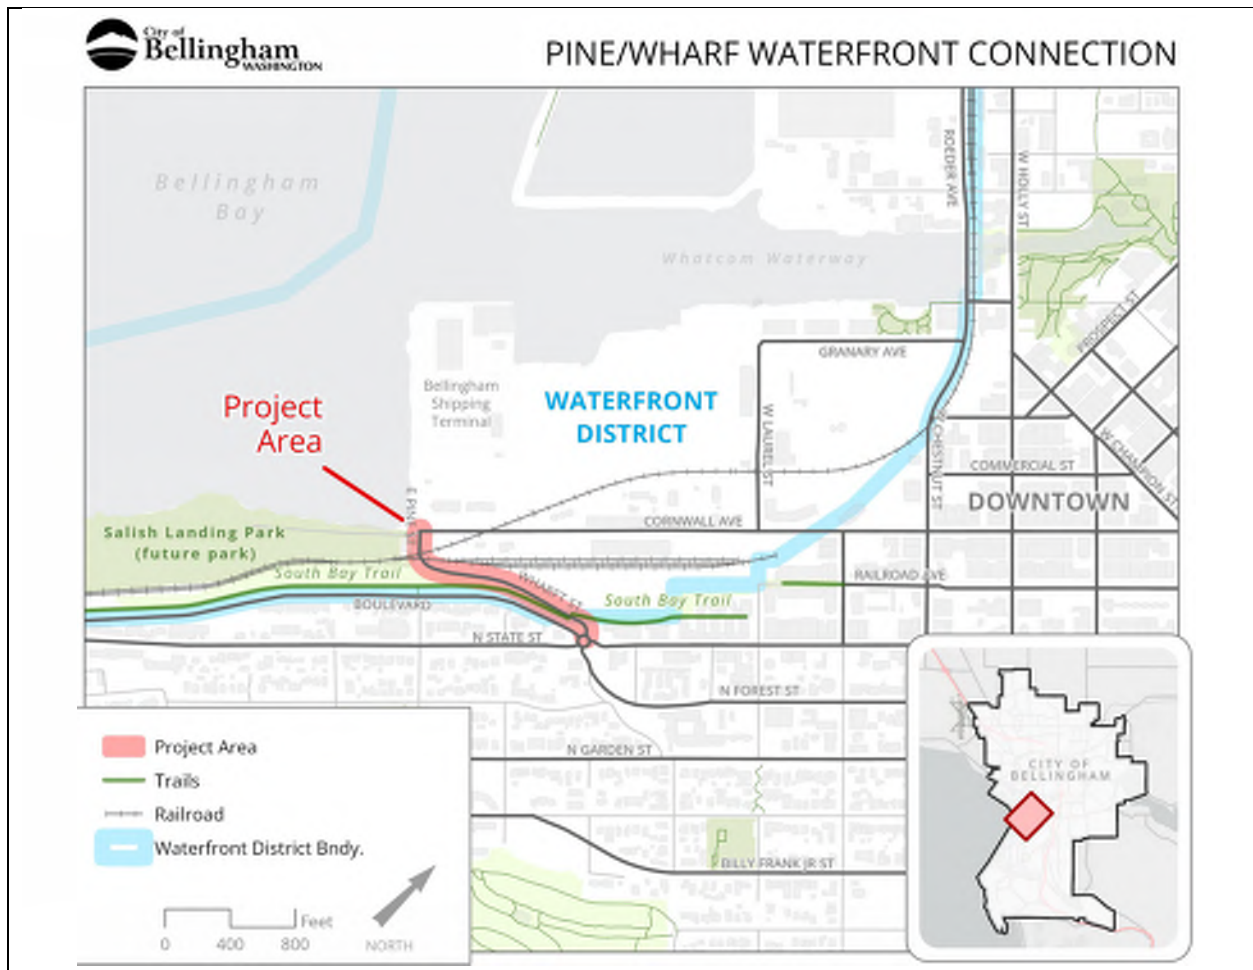 City of
Bellingham
WASHINGTON
PINE/WHARF WATERFRONT CONNECTION
Bellingham
Bay
ROEDER AVE
W HOLLY ST
Whatcom Waterway
PROSPECT ST
GRANARY AVE
Bellingham
Shipping
Terminal
Project
Area
WATERFRONT
DISTRICT
W LAUREL ST
W CHESTNUT ST
W CHAMPION ST
COMMERCIAL ST
DOWNTOWN
E PINE ST
CORNWALL AVE
Salish Landing Park
(future park)
South Bay Trail
WHARF ST
RAILROAD AVE
BOULEVARD
South Bay Trail
N STATE ST
N FOREST ST
N GARDEN ST
BILLY FRANK JR ST
Project Area
Trails
Railroad
Waterfront District Bndy.
Feet
0 400 800
NORTH
CITY OF
BELLINGHAM